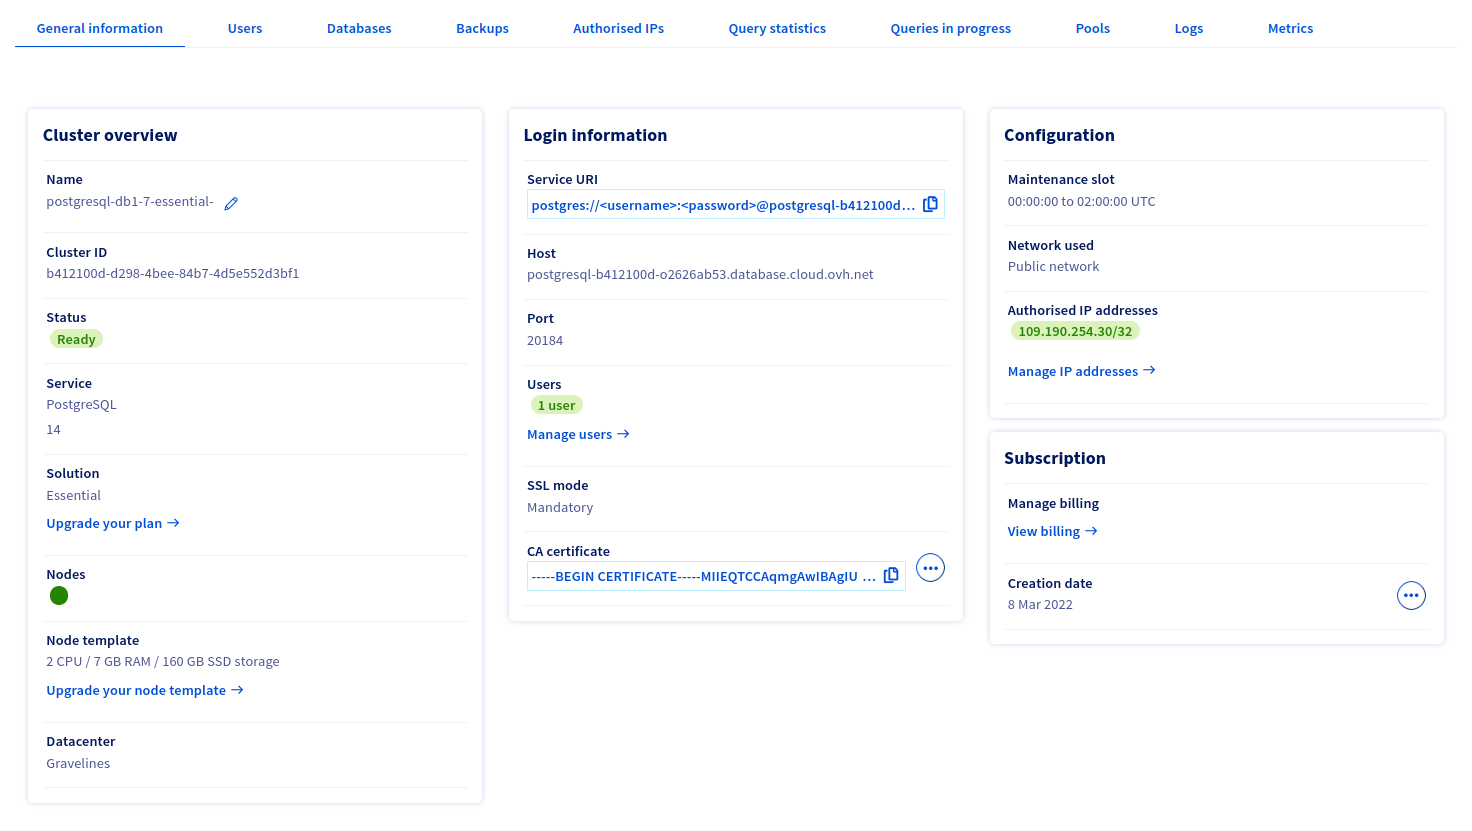 General information
Users
Databases
Backups
Authorised IPs
Query statistics
Queries in progress
Pools
Logs
Metrics
Cluster overview
Name
postgresql-db1-7-essential-
Cluster ID
b412100d-d298-4bee-84b7-4d5e552d3bf1
Status
Ready
Service
PostgreSQL
14
Solution
Essential
Upgrade your plan →
Nodes
Node template
2 CPU / 7 GB RAM / 160 GB SSD storage
Upgrade your node template →
Datacenter
Gravelines
Login information
Service URI
postgres://<username>:<password>@postgresql-b412100d...
Host
postgresql-b412100d-o2626ab53.database.cloud.ovh.net
Port
20184
Users
1 user
Manage users →
SSL mode
Mandatory
CA certificate
-----BEGIN CERTIFICATE-----MIIEQTCCAqmgAwIBAgIU ...
Configuration
Maintenance slot
00:00:00 to 02:00:00 UTC
Network used
Public network
Authorised IP addresses
109.190.254.30/32
Manage IP addresses →
Subscription
Manage billing
View billing →
Creation date
8 Mar 2022